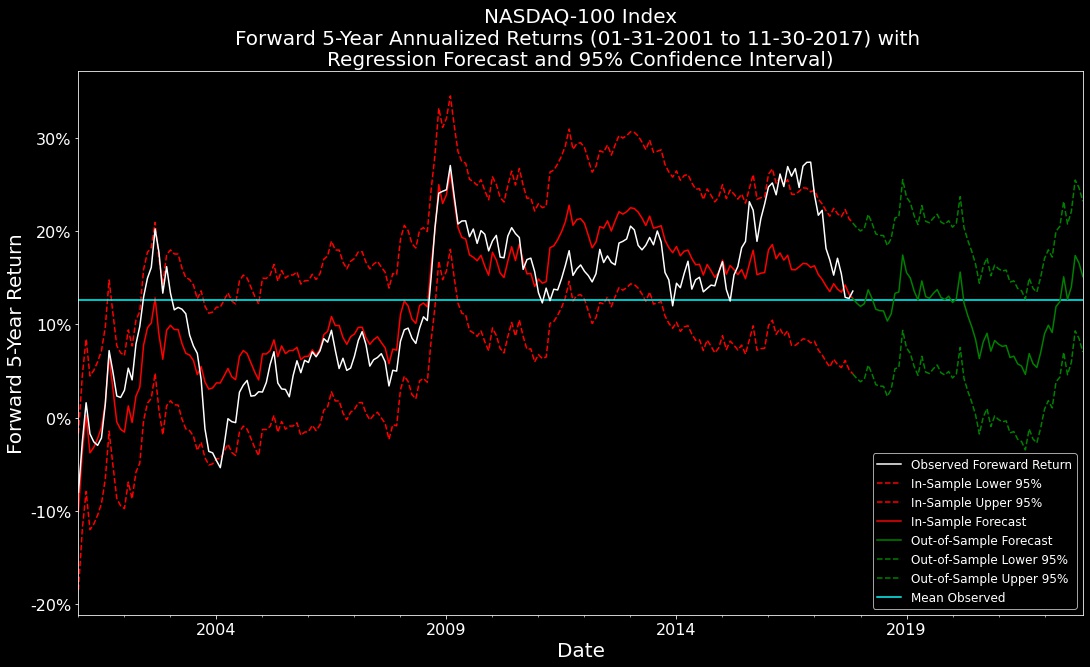 NASDAQ-100 Index
Forward 5-Year Annualized Returns (01-31-2001 to 11-30-2017) with
Regression Forecast and 95% Confidence Interval)
Forward 5-Year Return
30%
20%
10%
0%
-10%
-20%
2004
2009
2014
2019
Date
Observed Foreward Return
In-Sample Lower 95%
In-Sample Upper 95%
In-Sample Forecast
Out-of-Sample Forecast
Out-of-Sample Lower 95%
Out-of-Sample Upper 95%
Mean Observed